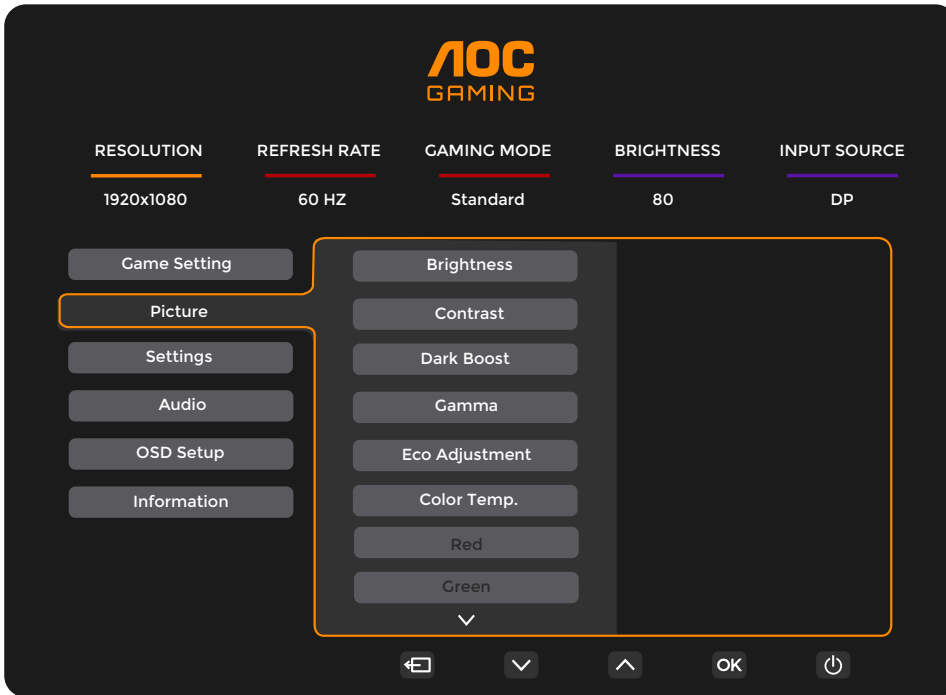 AOC
GAMING
RESOLUTION REFRESH RATE GAMING MODE BRIGHTNESS INPUT SOURCE
1920x1080 60 HZ Standard 80 DP
Game Setting
Picture
Settings
Audio
OSD Setup
Information
Brightness
Contrast
Dark Boost
Gamma
Eco Adjustment
Color Temp.
Red
Green
OK